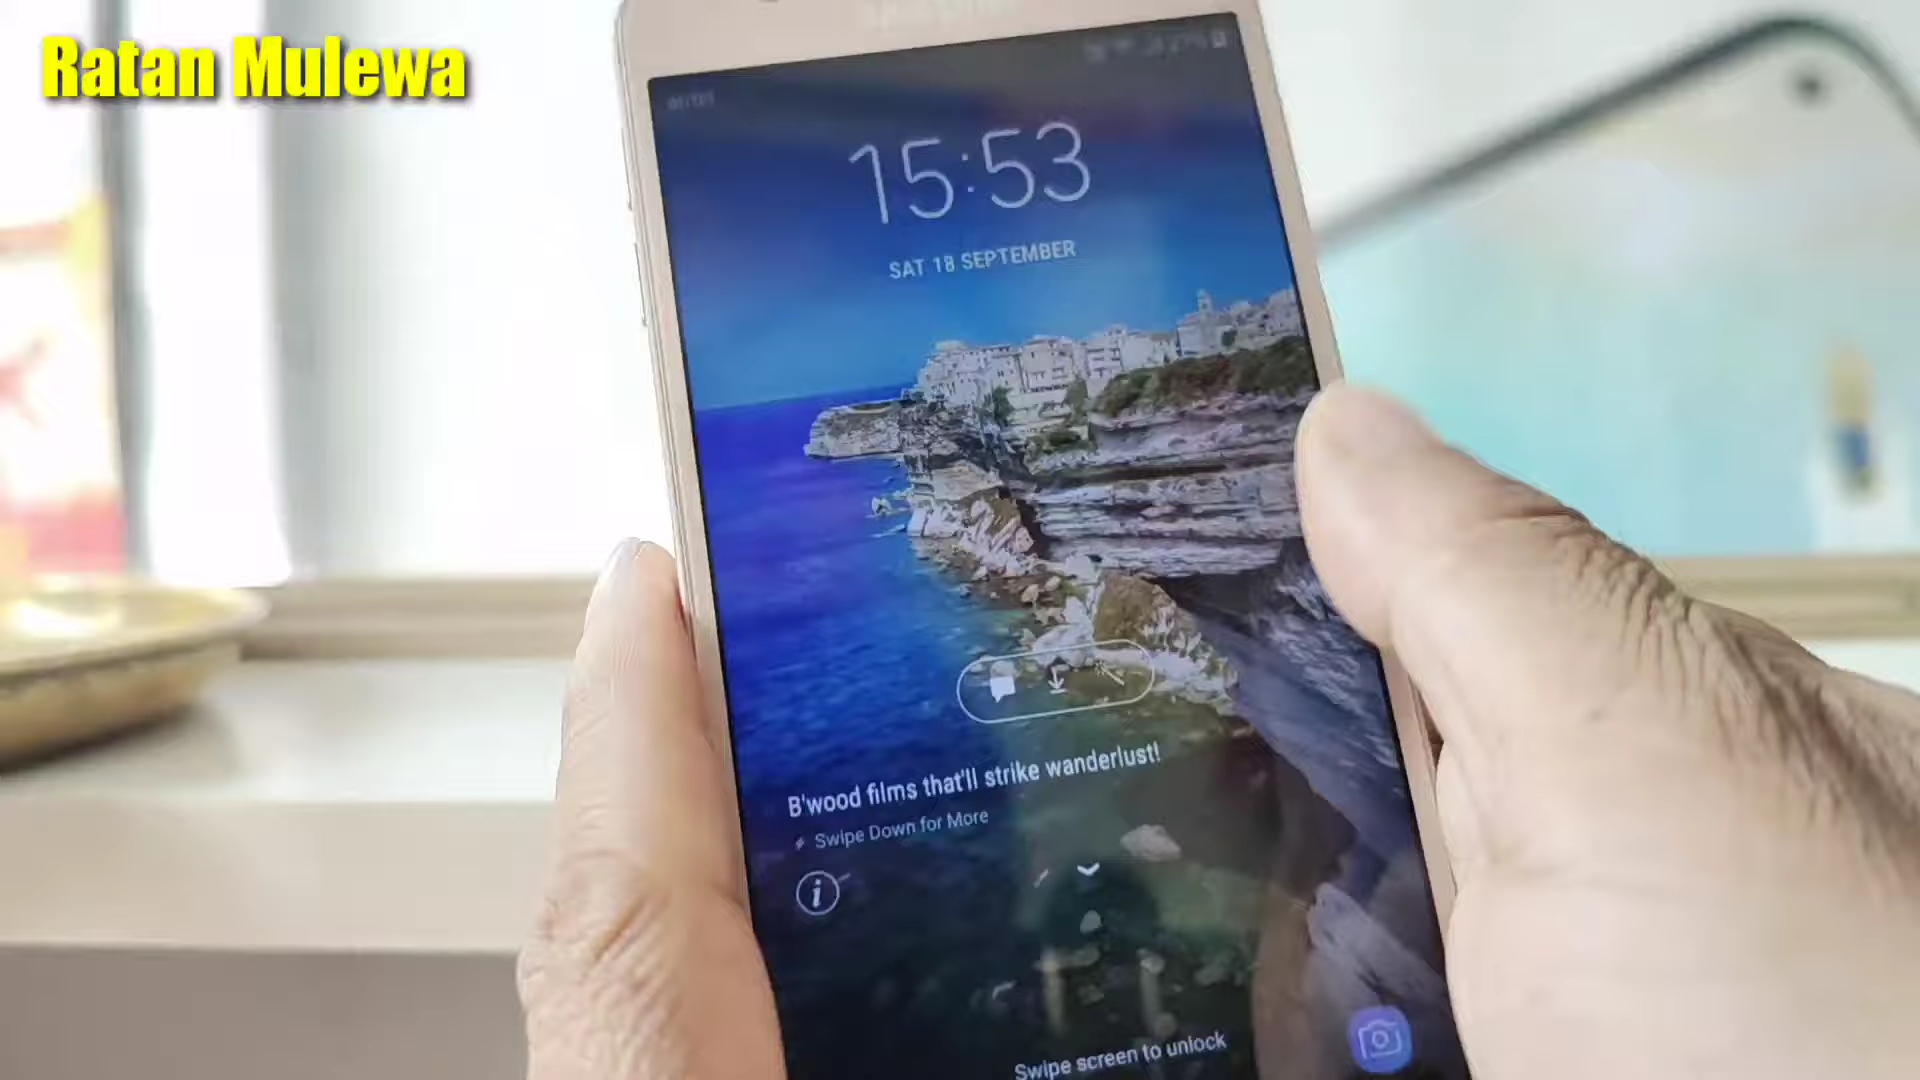 Ratan Mulewa
15:53
SAT 18 SEPTEMBER
B'wood films that'll strike wanderlust!
Swipe Down for More
i
Swipe screen to unlock